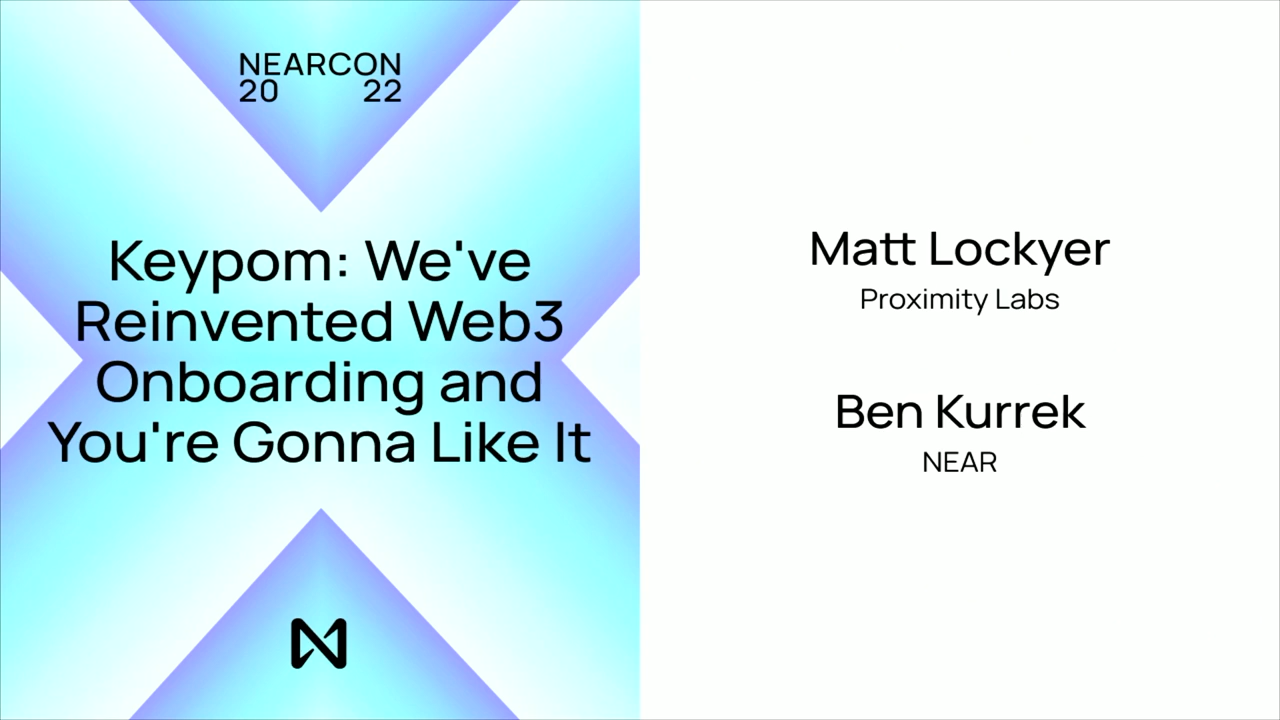 NEARCON
20 22
Keypom: We've
Reinvented Web3
Onboarding and
You're Gonna Like It
Matt Lockyer
Proximity Labs
Ben Kurrek
NEAR